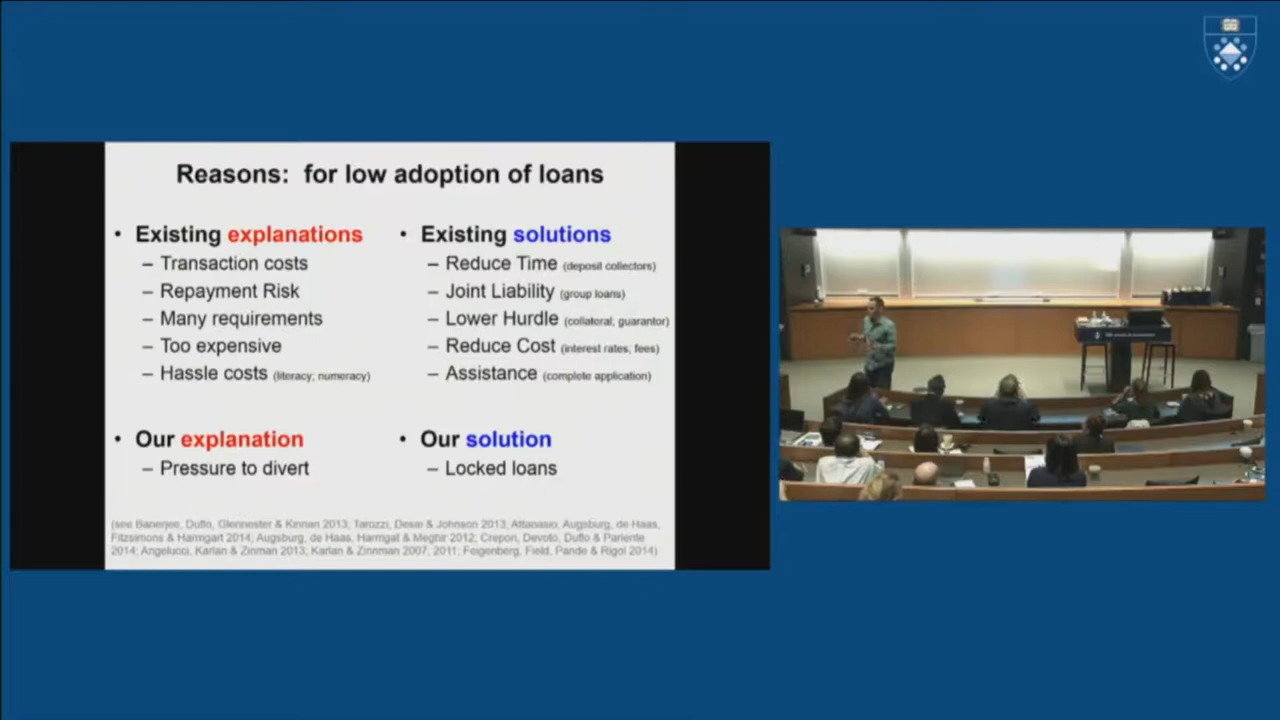 Reasons: for low adoption of loans
• Existing explanations
– Transaction costs
– Repayment Risk
– Many requirements
– Too expensive
– Hassle costs (literacy; numeracy)
• Existing solutions
– Reduce Time (deposit collectors)
– Joint Liability (group loans)
– Lower Hurdle (collateral; guarantor)
– Reduce Cost (interest rates; fees)
– Assistance (complete application)
• Our explanation
– Pressure to divert
• Our solution
– Locked loans
(see Banerjee, Duflo, Glennester & Kinnan 2013, Tarozzi, Desai & Johnson 2013, Attanasio, Augsburg, de Haas,
Fitzsimons & Harmgart 2014; Augsburg, de Haas, Harmgat & Meghir 2012; Crepon, Devoto, Duflo & Pariente
2014; Angelucci, Karlan & Zinman 2013; Karlan & Zinnman 2007, 2011; Feigenberg, Field, Pande & Rigol 2014)